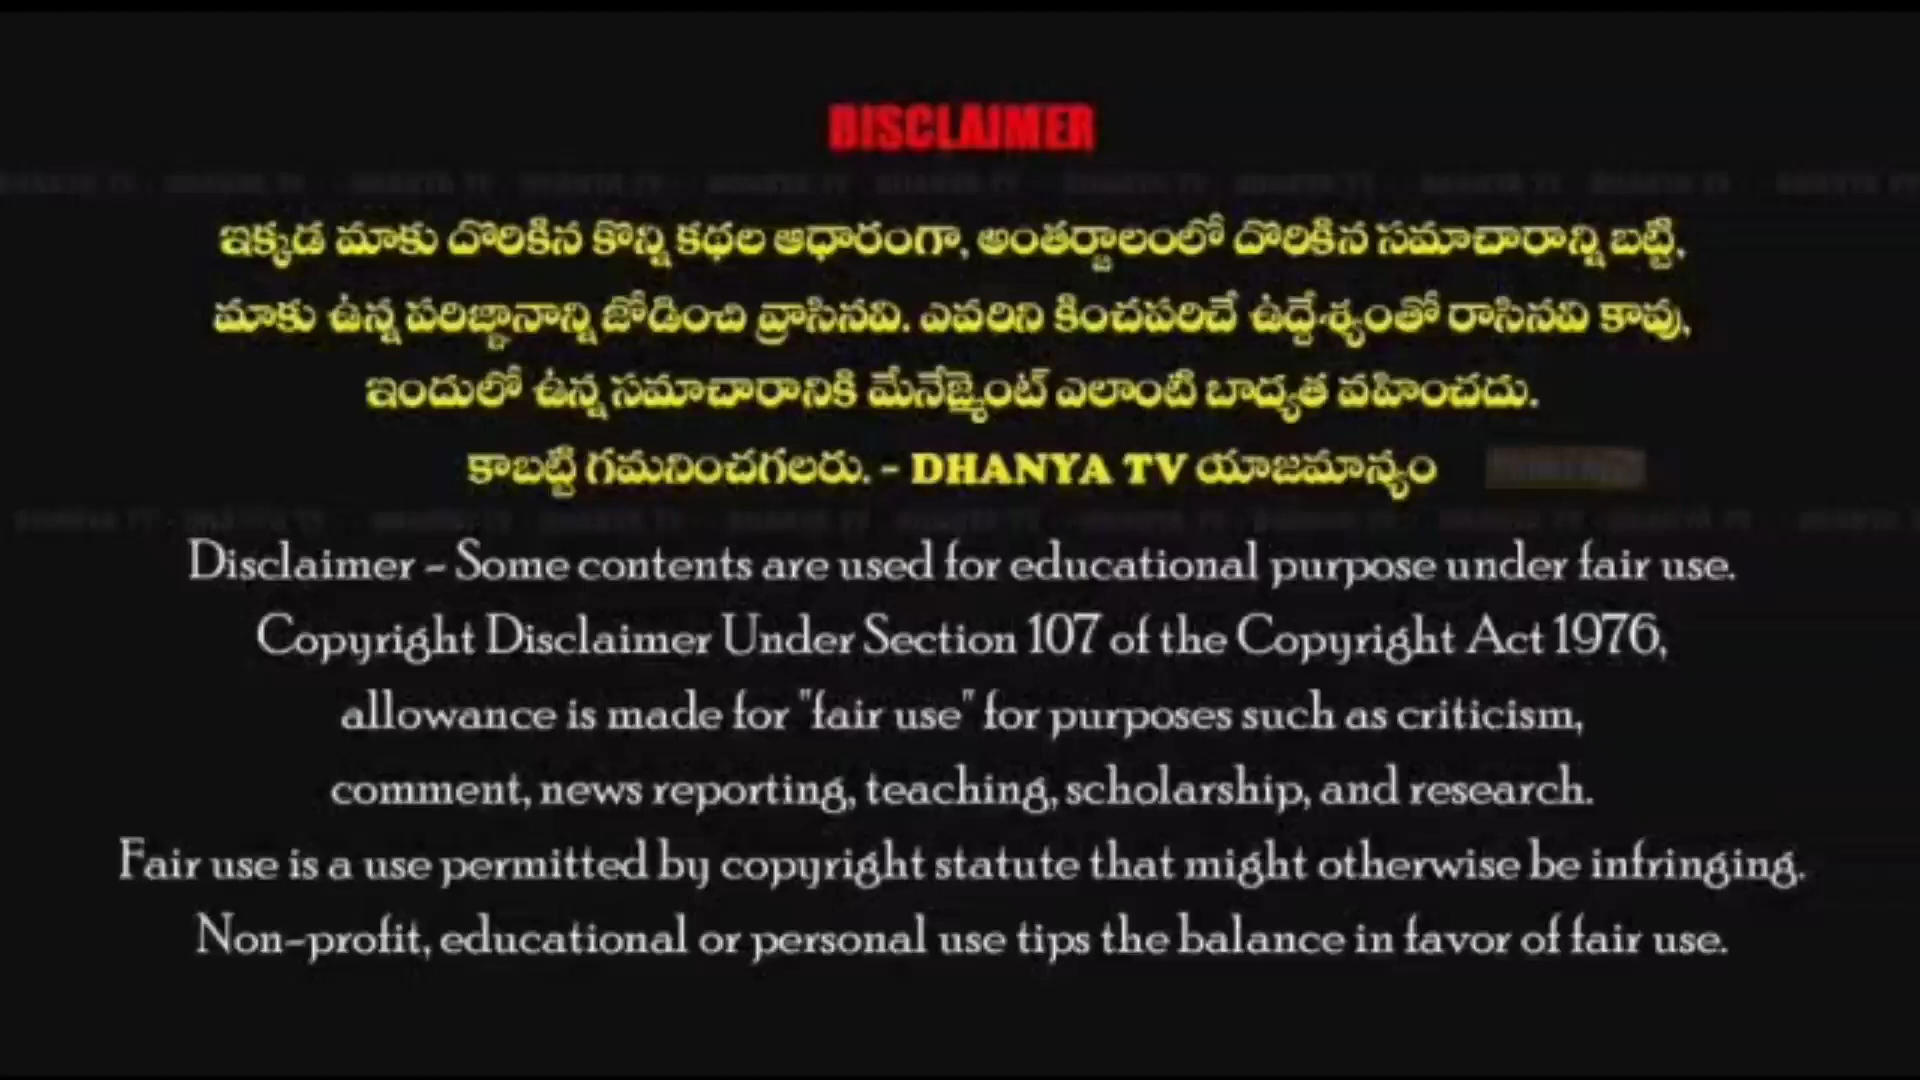 DISCLAIMER
ఇక్కడ మాకు దొరికిన కొన్ని కథల ఆధారంగా, అంతర్జాలంలో దొరికిన సమాచారాన్ని బట్టి,
మాకు ఉన్న పరిజ్ఞానాన్ని జోడించి వ్రాసినవి. ఎవరిని కించపరిచే ఉద్దేశ్యంతో రాసినవి కావు,
ఇందులో ఉన్న సమాచారానికి మేనేజ్మెంట్ ఎలాంటి బాద్యత వహించదు.
కాబట్టి గమనించగలరు. - DHANYA TV యాజమాన్యం
Disclaimer - Some contents are used for educational purpose under fair use.
Copyright Disclaimer Under Section 107 of the Copyright Act 1976,
allowance is made for "fair use" for purposes such as criticism,
comment, news reporting, teaching, scholarship, and research.
Fair use is a use permitted by copyright statute that might otherwise be infringing.
Non-profit, educational or personal use tips the balance in favor of fair use.